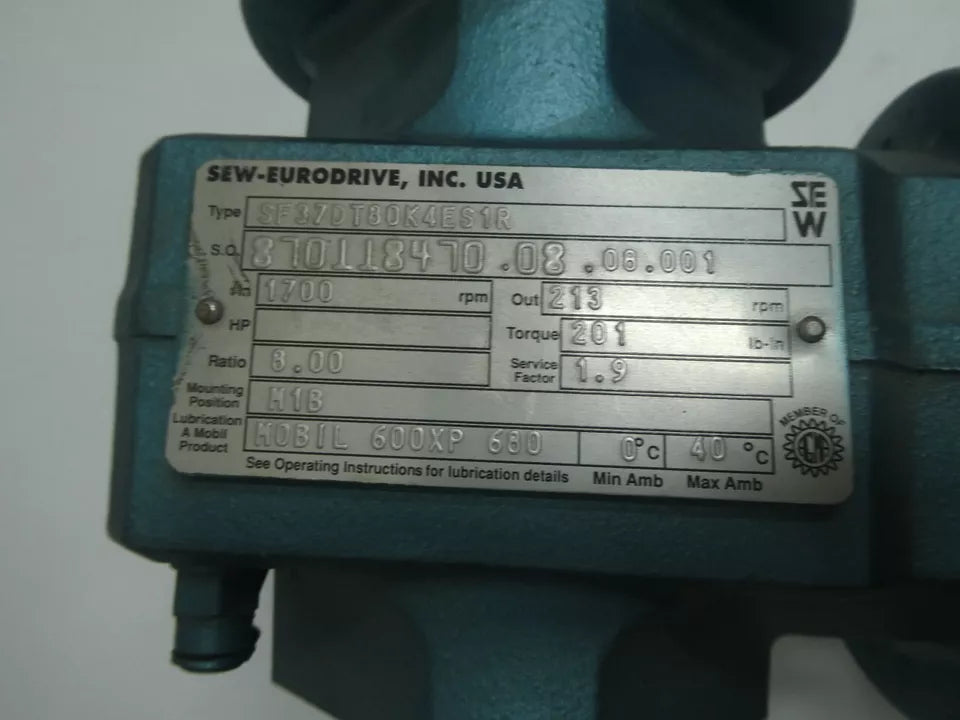 SEW-EURODRIVE, INC. USA
SEW
Type SF37DT80K4ES1R
S.O. 870118470.08.08.001
In 1700 rpm Out 213 rpm
HP Torque 201 lb-in
Ratio 8.00 Service Factor 1.9
Mounting Position M1B
Lubrication A Mobil Product MOBIL 600XP 680 0°C 40°C
See Operating Instructions for lubrication details Min Amb Max Amb
MEMBER OF
AGMA